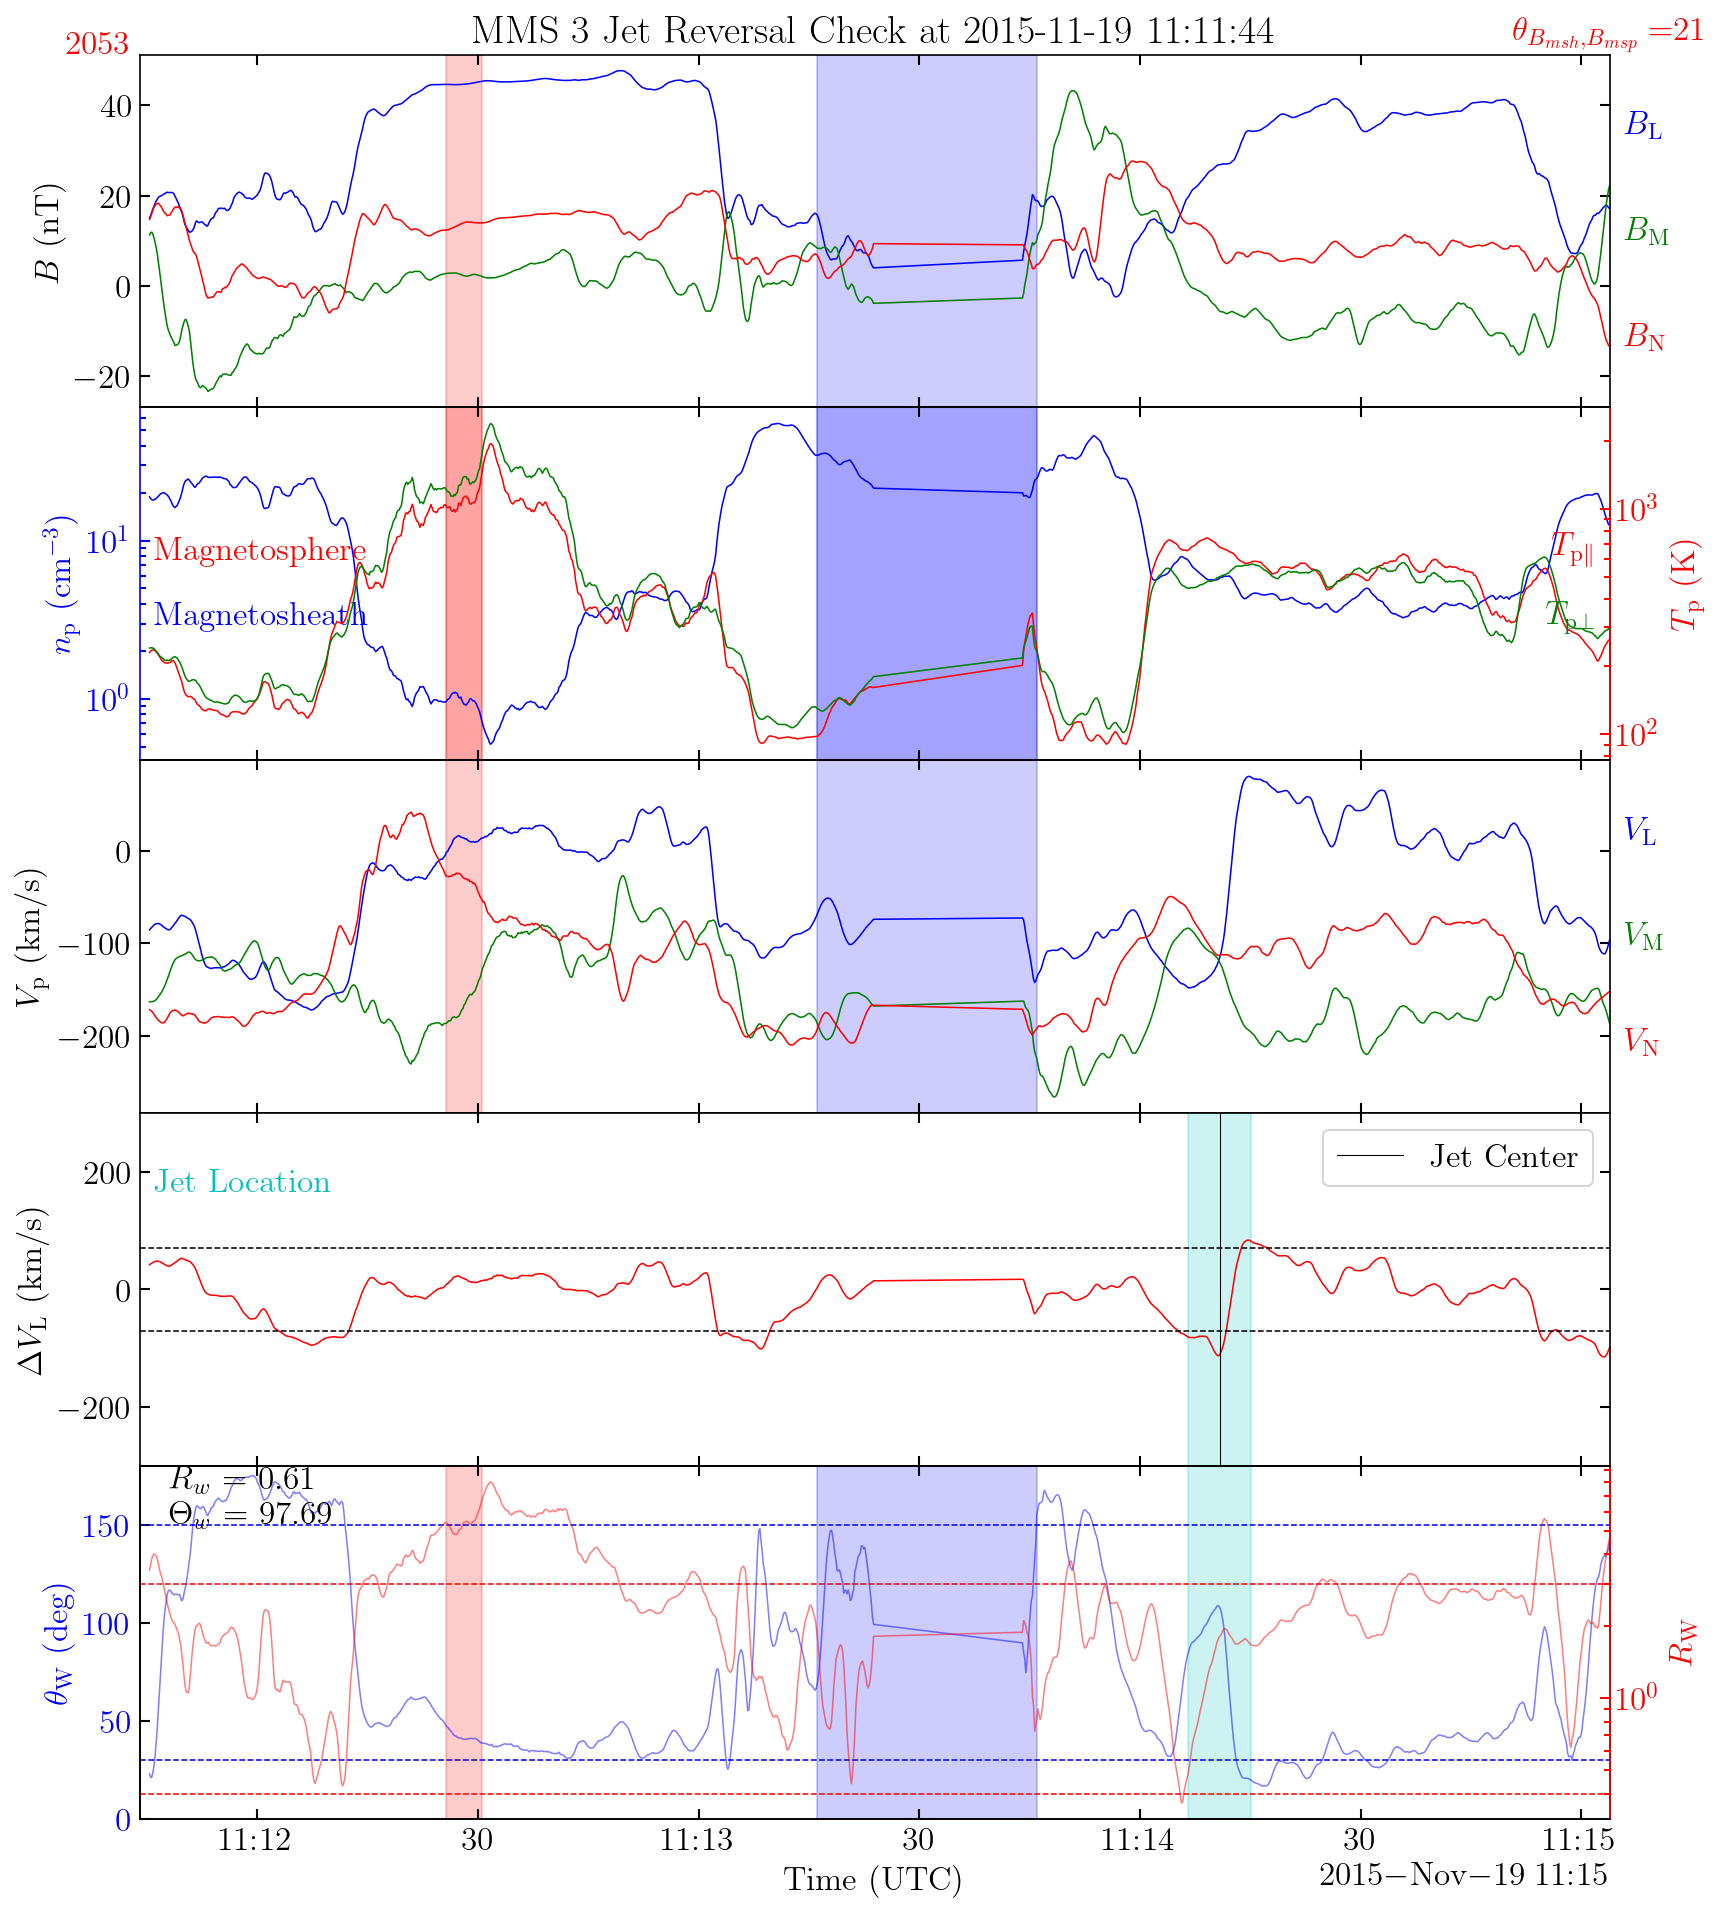 MMS 3 Jet Reversal Check at 2015-11-19 11:11:44
2053
θ_{B_{msh},B_{msp}} =21
40
20
0
−20
B (nT)
B_L
B_M
B_N
10^1
10^0
n_p (cm^{−3})
Magnetosphere
Magnetosheath
T_{p∥}
T_{p⊥}
10^3
10^2
T_p (K)
0
−100
−200
V_p (km/s)
V_L
V_M
V_N
200
0
−200
ΔV_L (km/s)
Jet Location
Jet Center
R_w = 0.61
Θ_w = 97.69
150
100
50
0
θ_W (deg)
10^0
R_W
11:12
30
11:13
30
11:14
30
11:15
Time (UTC)
2015−Nov−19 11:15